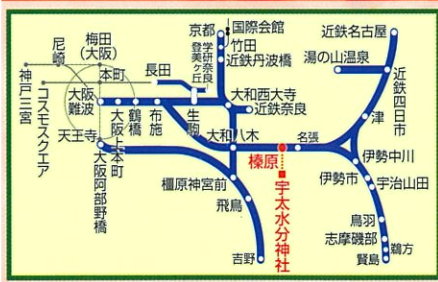 京都
国際会館
竹田
近鉄丹波橋
学研奈良
登美ヶ丘
近鉄名古屋
湯の山温泉
近鉄四日市
尼崎
梅田
(大阪)
本町
長田
神戸三宮
コスモスクエア
大阪
難波
大阪上本町
鶴橋
布施
生駒
大和西大寺
近鉄奈良
天王寺
大阪阿部野橋
大和八木
榛原
名張
津
伊勢中川
伊勢市
宇治山田
橿原神宮前
飛鳥
吉野
宇太水分神社
鳥羽
志摩磯部
鵜方
賢島